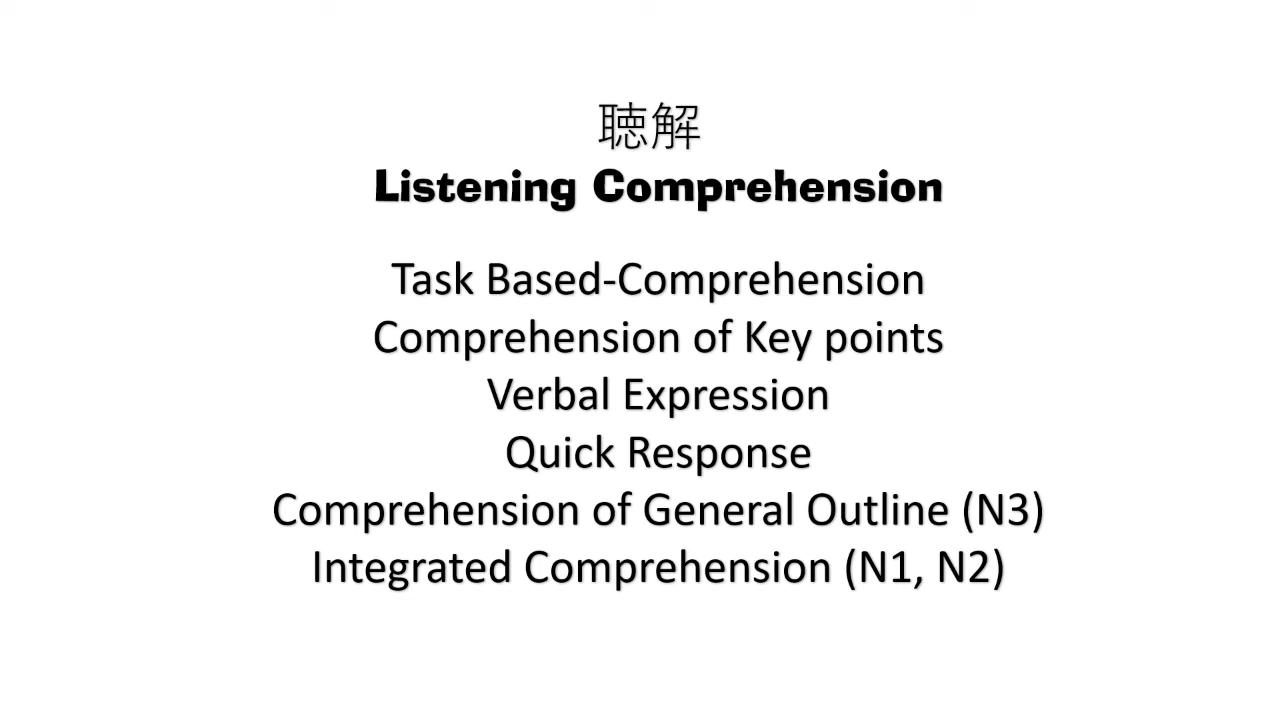 聴解
Listening Comprehension
Task Based-Comprehension
Comprehension of Key points
Verbal Expression
Quick Response
Comprehension of General Outline (N3)
Integrated Comprehension (N1, N2)